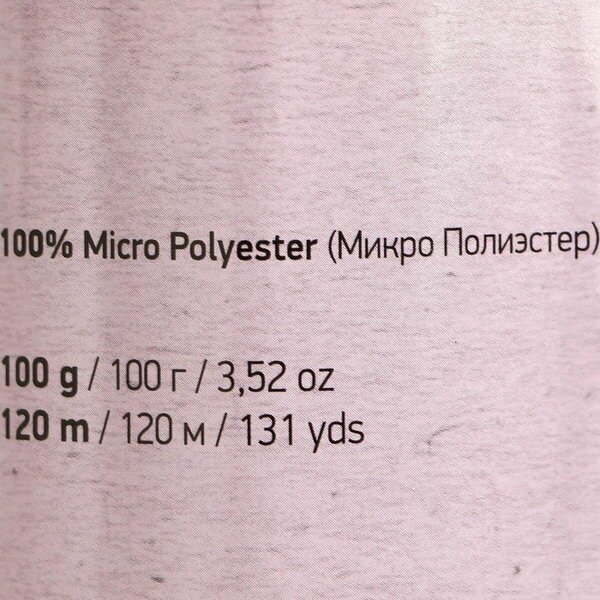 100% Micro Polyester (Микро Полиэстер)
100 g / 100 г / 3,52 oz
120 m / 120 м / 131 yds